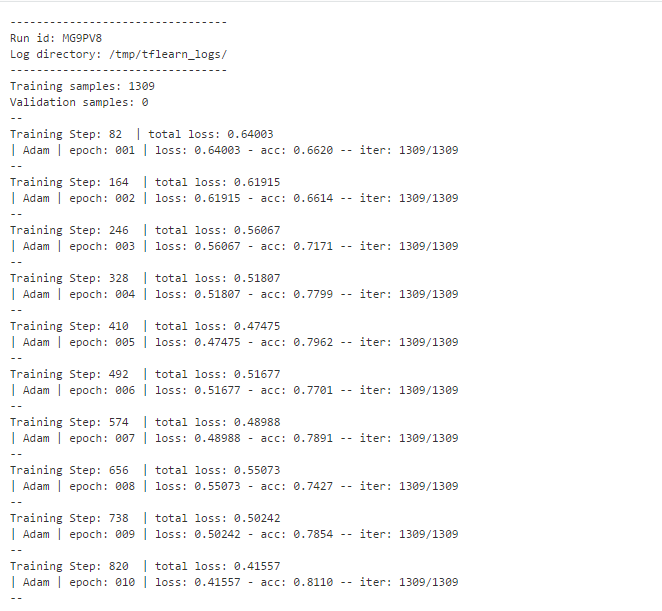 ---------------------------------
Run id: MG9PV8
Log directory: /tmp/tflearn_logs/
---------------------------------
Training samples: 1309
Validation samples: 0
--
Training Step: 82  | total loss: 0.64003
| Adam | epoch: 001 | loss: 0.64003 - acc: 0.6620 -- iter: 1309/1309
--
Training Step: 164  | total loss: 0.61915
| Adam | epoch: 002 | loss: 0.61915 - acc: 0.6614 -- iter: 1309/1309
--
Training Step: 246  | total loss: 0.56067
| Adam | epoch: 003 | loss: 0.56067 - acc: 0.7171 -- iter: 1309/1309
--
Training Step: 328  | total loss: 0.51807
| Adam | epoch: 004 | loss: 0.51807 - acc: 0.7799 -- iter: 1309/1309
--
Training Step: 410  | total loss: 0.47475
| Adam | epoch: 005 | loss: 0.47475 - acc: 0.7962 -- iter: 1309/1309
--
Training Step: 492  | total loss: 0.51677
| Adam | epoch: 006 | loss: 0.51677 - acc: 0.7701 -- iter: 1309/1309
--
Training Step: 574  | total loss: 0.48988
| Adam | epoch: 007 | loss: 0.48988 - acc: 0.7891 -- iter: 1309/1309
--
Training Step: 656  | total loss: 0.55073
| Adam | epoch: 008 | loss: 0.55073 - acc: 0.7427 -- iter: 1309/1309
--
Training Step: 738  | total loss: 0.50242
| Adam | epoch: 009 | loss: 0.50242 - acc: 0.7854 -- iter: 1309/1309
--
Training Step: 820  | total loss: 0.41557
| Adam | epoch: 010 | loss: 0.41557 - acc: 0.8110 -- iter: 1309/1309
--